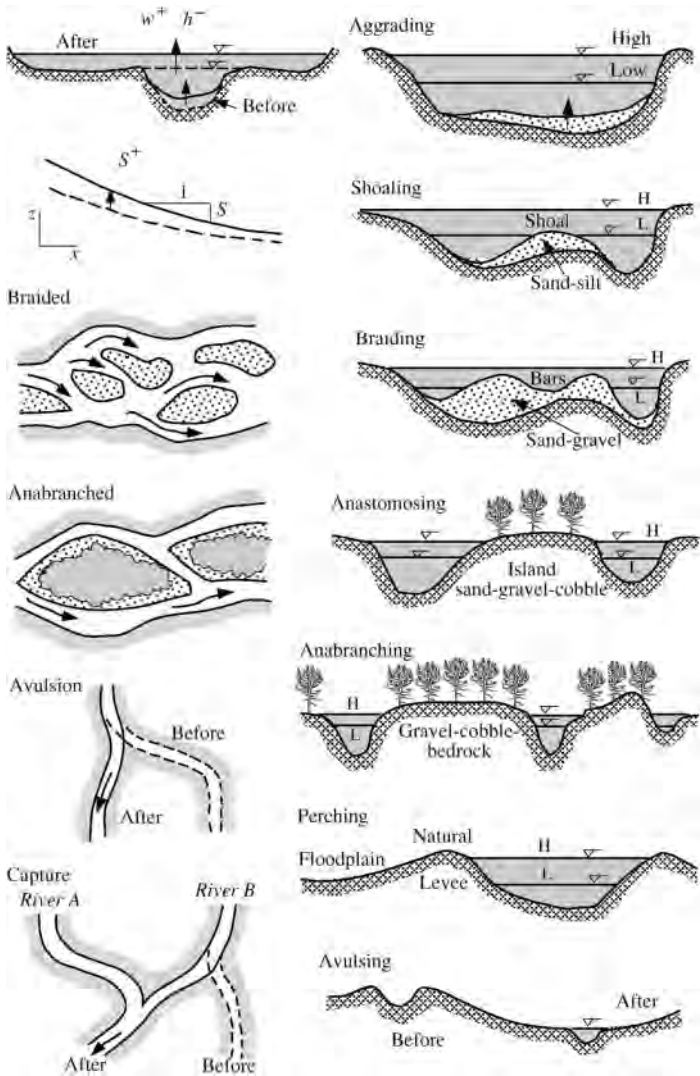 w+ h−
After
Before
S+
1
S
z
x
Braided
Anabranched
Avulsion
Before
After
Capture
River A
River B
After
Before
Aggrading
High
Low
Shoaling
H
L
Shoal
Sand-silt
Braiding
H
Bars
L
Sand-gravel
Anastomosing
H
L
Island
sand-gravel-cobble
Anabranching
H
L
Gravel-cobble-
bedrock
Perching
Natural
H
Floodplain
Levee
L
Avulsing
After
Before